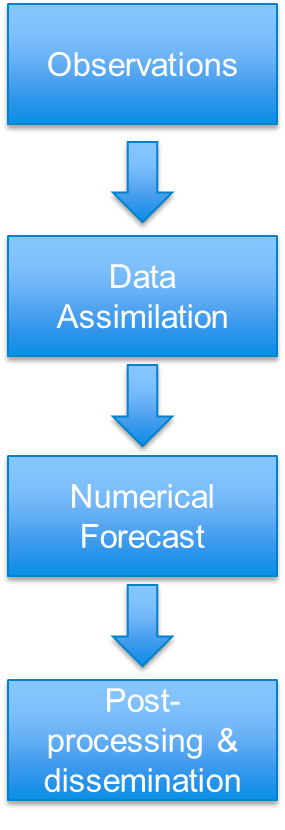 Observations
Data
Assimilation
Numerical
Forecast
Post-
processing &
dissemination